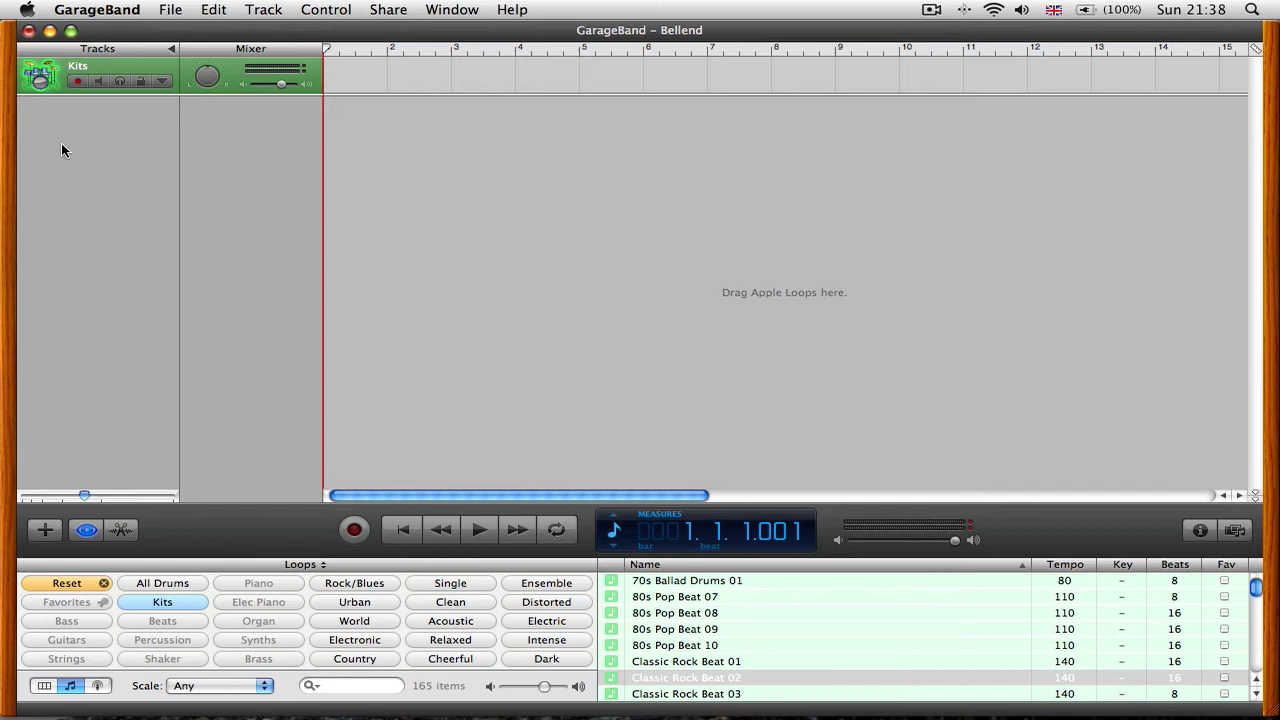 GarageBand File Edit Track Control Share Window Help (100%) Sun 21:38
GarageBand – Bellend
Tracks Mixer 2 3 4 5 6 7 8 9 10 11 12 13 14 15
Kits
L R
Drag Apple Loops here.
MEASURES
0001. 1. 1.001
bar beat
Loops Name Tempo Key Beats Fav
Reset All Drums Piano Rock/Blues Single Ensemble
Favorites Kits Elec Piano Urban Clean Distorted
Bass Beats Organ World Acoustic Electric
Guitars Percussion Synths Electronic Relaxed Intense
Strings Shaker Brass Country Cheerful Dark
70s Ballad Drums 01 80 – 8
80s Pop Beat 07 110 – 8
80s Pop Beat 08 110 – 16
80s Pop Beat 09 110 – 16
80s Pop Beat 10 110 – 16
Classic Rock Beat 01 140 – 16
Classic Rock Beat 02 140 – 16
Classic Rock Beat 03 140 – 8
Scale: Any 165 items